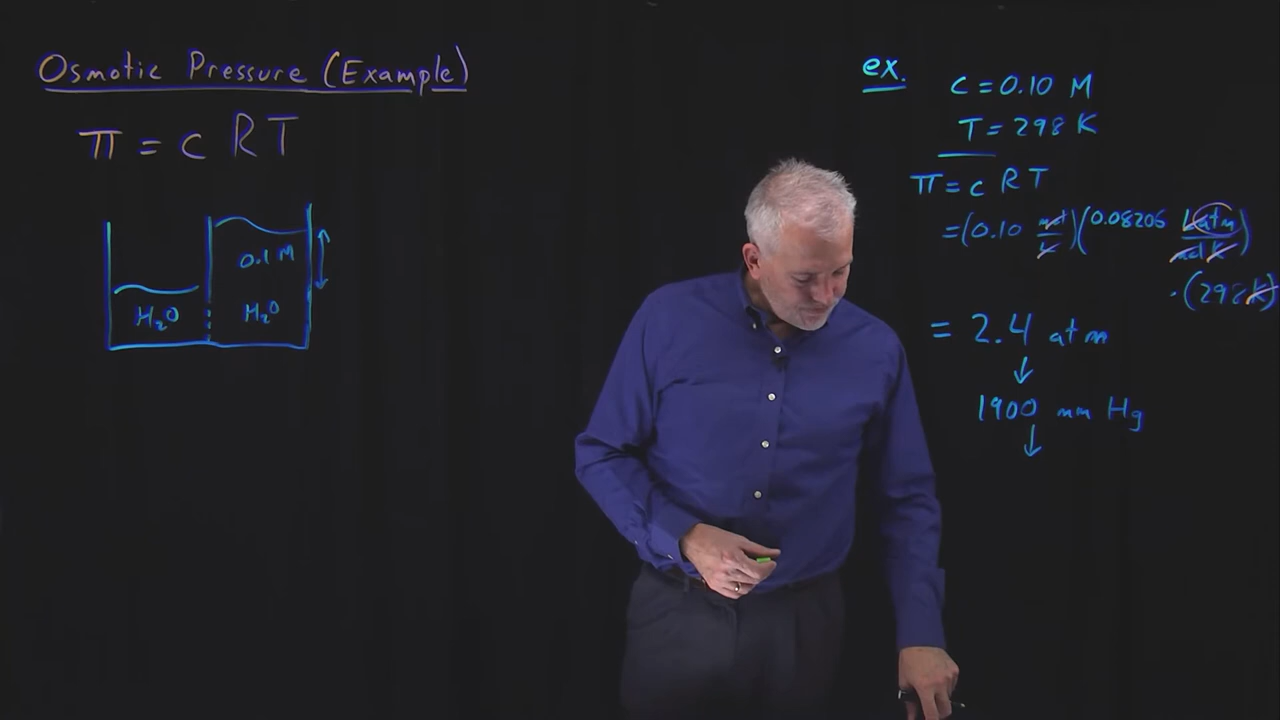 Osmotic Pressure (Example)
π = c R T
0.1 M
H₂O
H₂O
ex.
c = 0.10 M
T = 298 K
π = c R T
= (0.10 mol/L)(0.08206 L atm/mol K)
· (298 K)
= 2.4 atm
↓
1900 mm Hg
↓